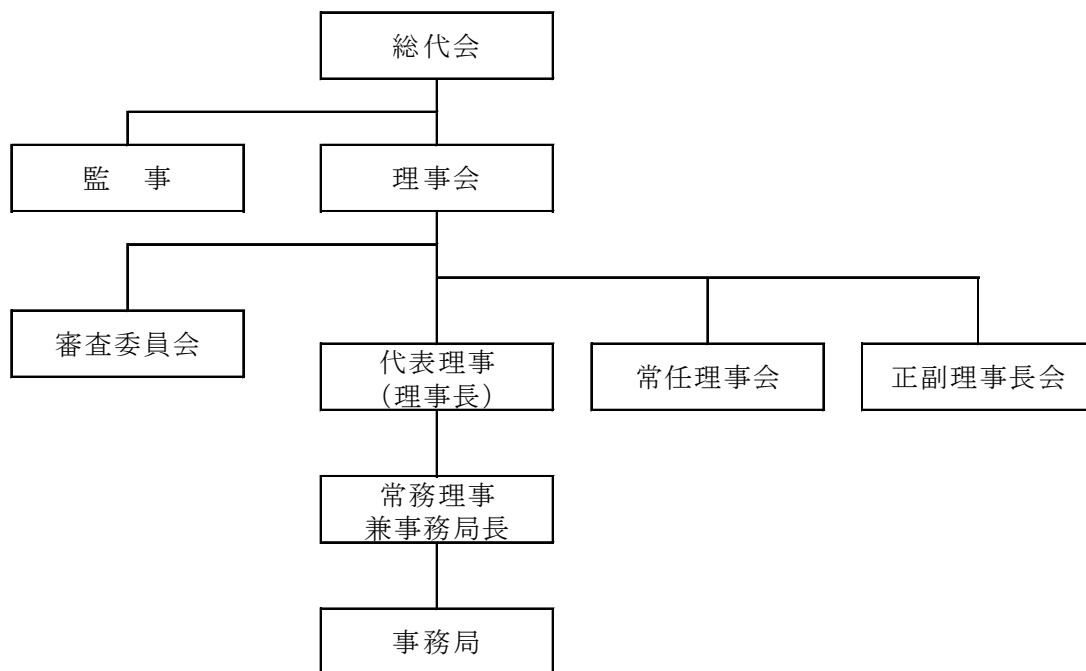 総代会
監　事
理事会
審査委員会
代表理事
（理事長）
常任理事会
正副理事長会
常務理事
兼事務局長
事務局